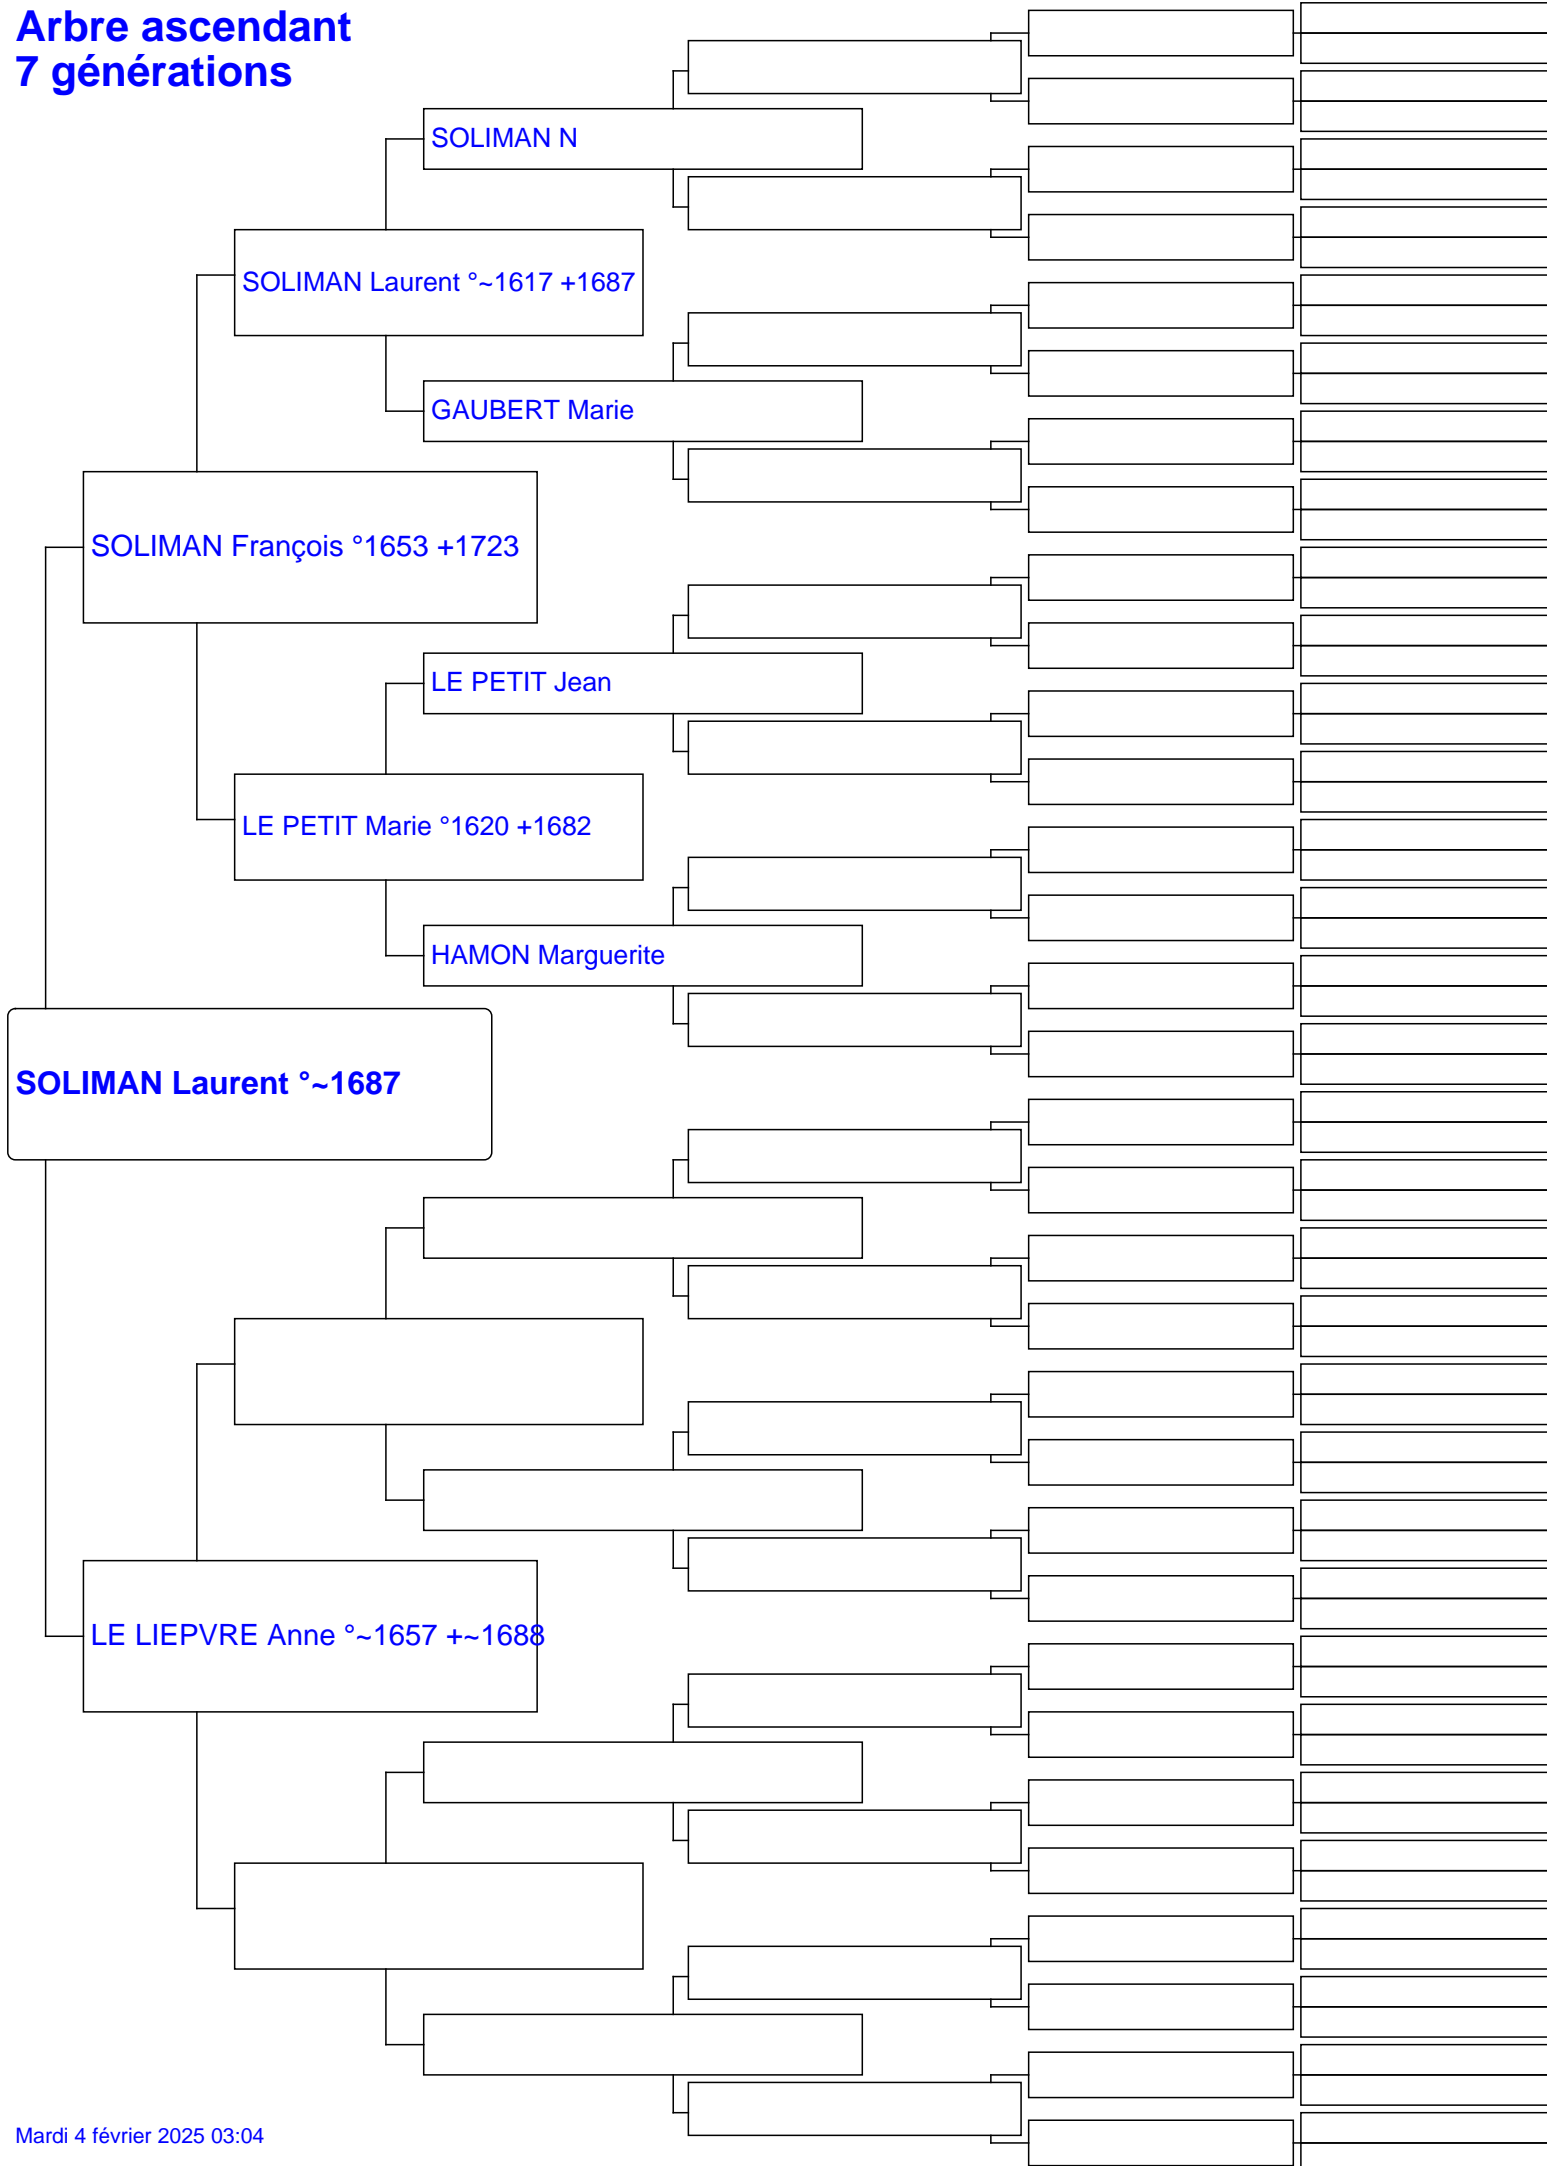 Arbre ascendant
7 générations
SOLIMAN N
SOLIMAN Laurent °~1617 +1687
GAUBERT Marie
SOLIMAN François °1653 +1723
LE PETIT Jean
LE PETIT Marie °1620 +1682
HAMON Marguerite
SOLIMAN Laurent °~1687
LE LIEPVRE Anne °~1657 +~1688
Mardi 4 février 2025 03:04